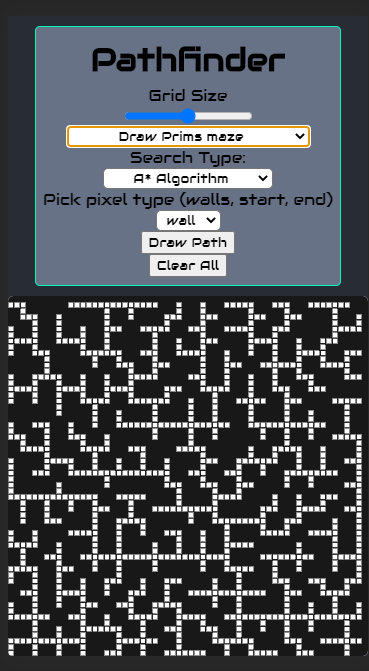 Pathfinder
Grid Size
Draw Prims maze
Search Type:
A* Algorithm
Pick pixel type (walls, start, end)
wall
Draw Path
Clear All